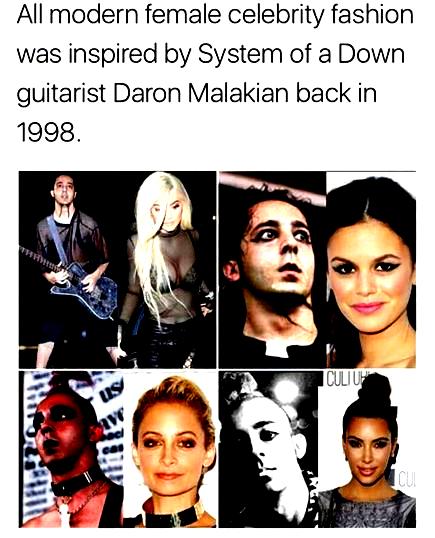 All modern female celebrity fashion
was inspired by System of a Down
guitarist Daron Malakian back in
1998.
CULTU
CU